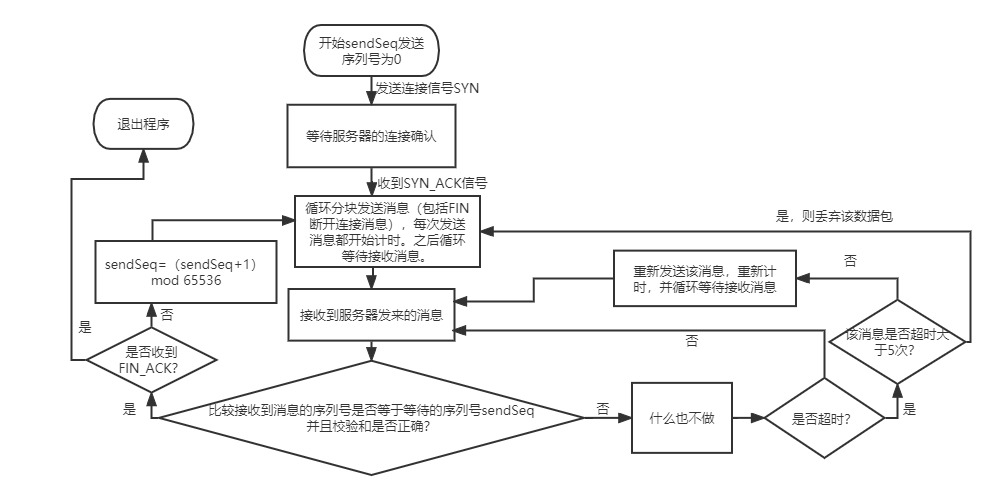 开始sendSeq发送
序列号为0
发送连接信号SYN
退出程序
等待服务器的连接确认
收到SYN_ACK信号
循环分块发送消息（包括FIN
断开连接消息），每次发送
消息都开始计时。之后循环
等待接收消息。
是，则丢弃该数据包
sendSeq=（sendSeq+1）
mod 65536
重新发送该消息，重新计
时，并循环等待接收消息
否
接收到服务器发来的消息
否
是
否
该消息是否超时大
于5次？
是否收到
FIN_ACK？
是
比较接收到消息的序列号是否等于等待的序列号sendSeq
并且校验和是否正确？
否
什么也不做
是否超时？
是